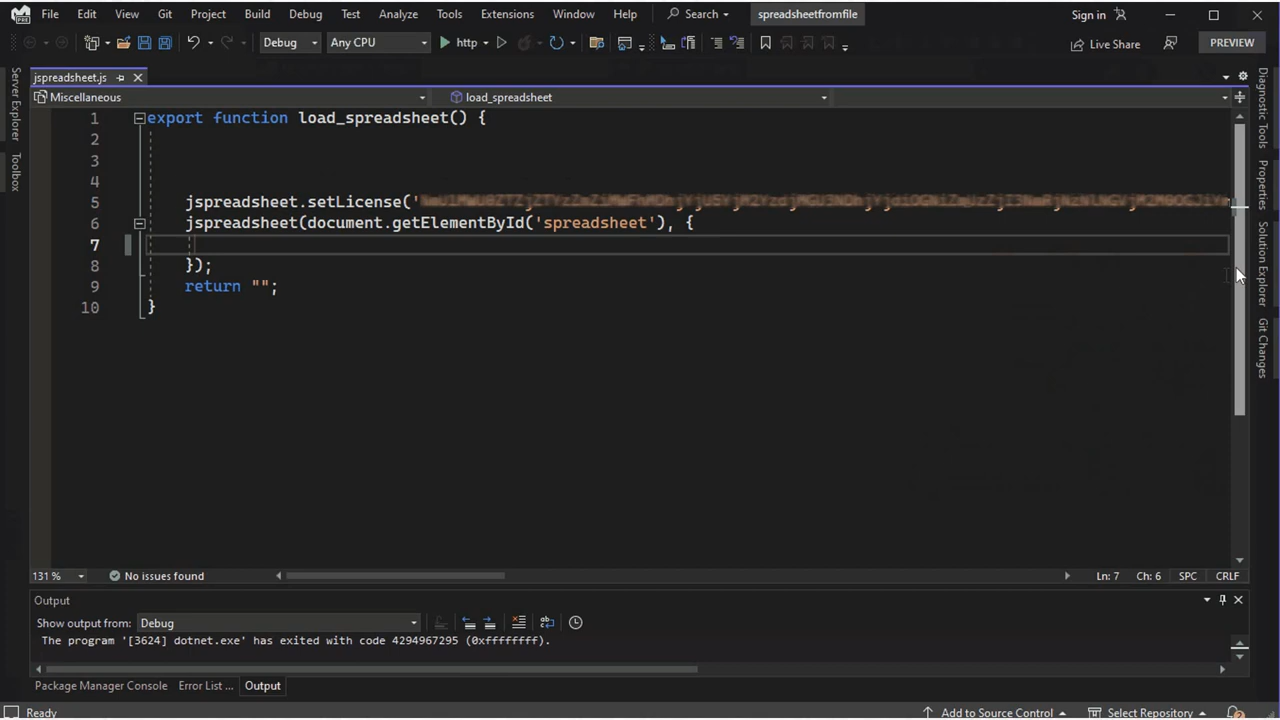 File Edit View Git Project Build Debug Test Analyze Tools Extensions Window Help Search spreadsheetfromfile Sign in
Debug Any CPU http Live Share PREVIEW
jspreadsheet.js
Miscellaneous load_spreadsheet
1 export function load_spreadsheet() {
2
3
4
5 jspreadsheet.setLicense('
6 jspreadsheet(document.getElementById('spreadsheet'), {
7
8 });
9 return "";
10 }
131 % No issues found Ln: 7 Ch: 6 SPC CRLF
Output
Show output from: Debug
The program '[3624] dotnet.exe' has exited with code 4294967295 (0xffffffff).
Package Manager Console Error List ... Output
Ready Add to Source Control Select Repository
Server Explorer
Toolbox
Diagnostic Tools
Properties
Solution Explorer
Git Changes